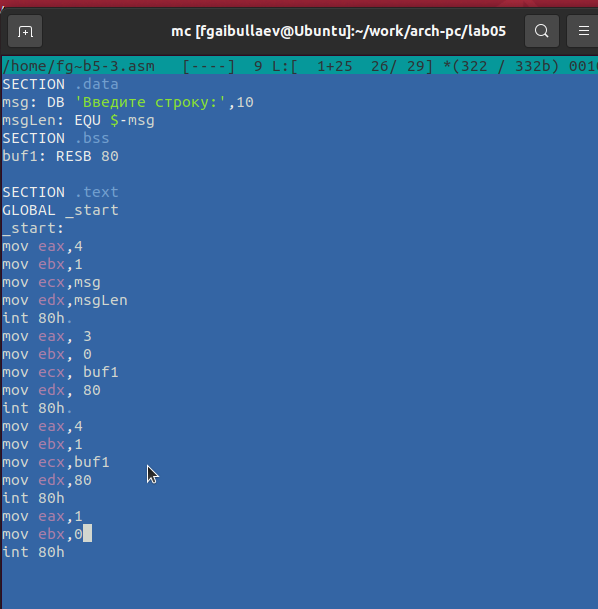 mc [fgaibullaev@Ubuntu]:~/work/arch-pc/lab05
/home/fg~b5-3.asm   [----]  9 L:[  1+25  26/ 29] *(322 / 332b) 0010
SECTION .data
msg: DB 'Введите строку:',10
msgLen: EQU $-msg
SECTION .bss
buf1: RESB 80

SECTION .text
GLOBAL _start
_start:
mov eax,4
mov ebx,1
mov ecx,msg
mov edx,msgLen
int 80h.
mov eax, 3
mov ebx, 0
mov ecx, buf1
mov edx, 80
int 80h.
mov eax,4
mov ebx,1
mov ecx,buf1
mov edx,80
int 80h
mov eax,1
mov ebx,0
int 80h